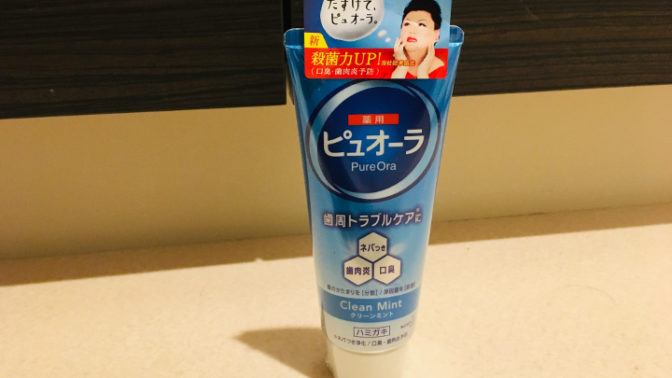 たすけて、
ピュオーラ。
新
殺菌力UP!
(口臭・歯肉炎予防)
薬用
ピュオーラ
PureOra
歯周トラブルケアに
ネバつき
歯肉炎
口臭
Clean Mint
クリーンミント
ハミガキ